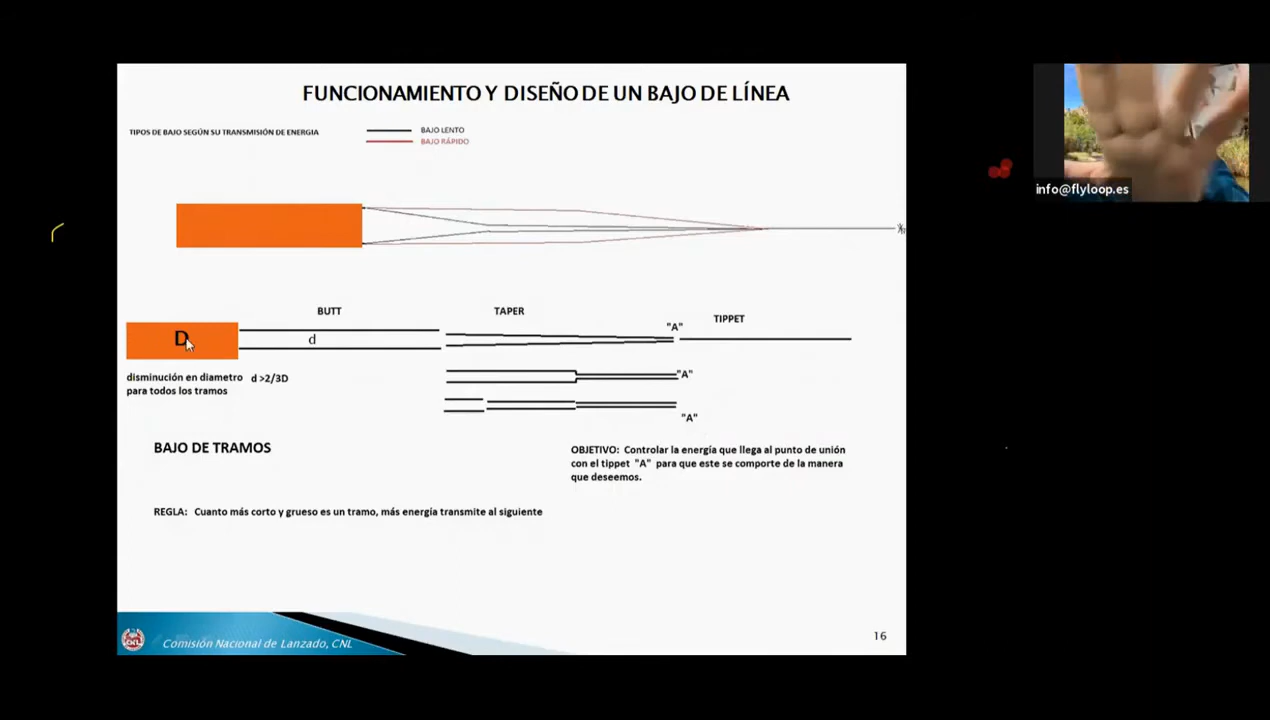 FUNCIONAMIENTO Y DISEÑO DE UN BAJO DE LÍNEA
TIPOS DE BAJO SEGÚN SU TRANSMISIÓN DE ENERGIA
BAJO LENTO
BAJO RÁPIDO
info@flyloop.es
BUTT
TAPER
TIPPET
"A"
D
d
disminución en diametro
para todos los tramos
d >2/3D
"A"
"A"
BAJO DE TRAMOS
OBJETIVO: Controlar la energía que llega al punto de unión
con el tippet "A" para que este se comporte de la manera
que deseemos.
REGLA: Cuanto más corto y grueso es un tramo, más energía transmite al siguiente
Comisión Nacional de Lanzado, CNL
16